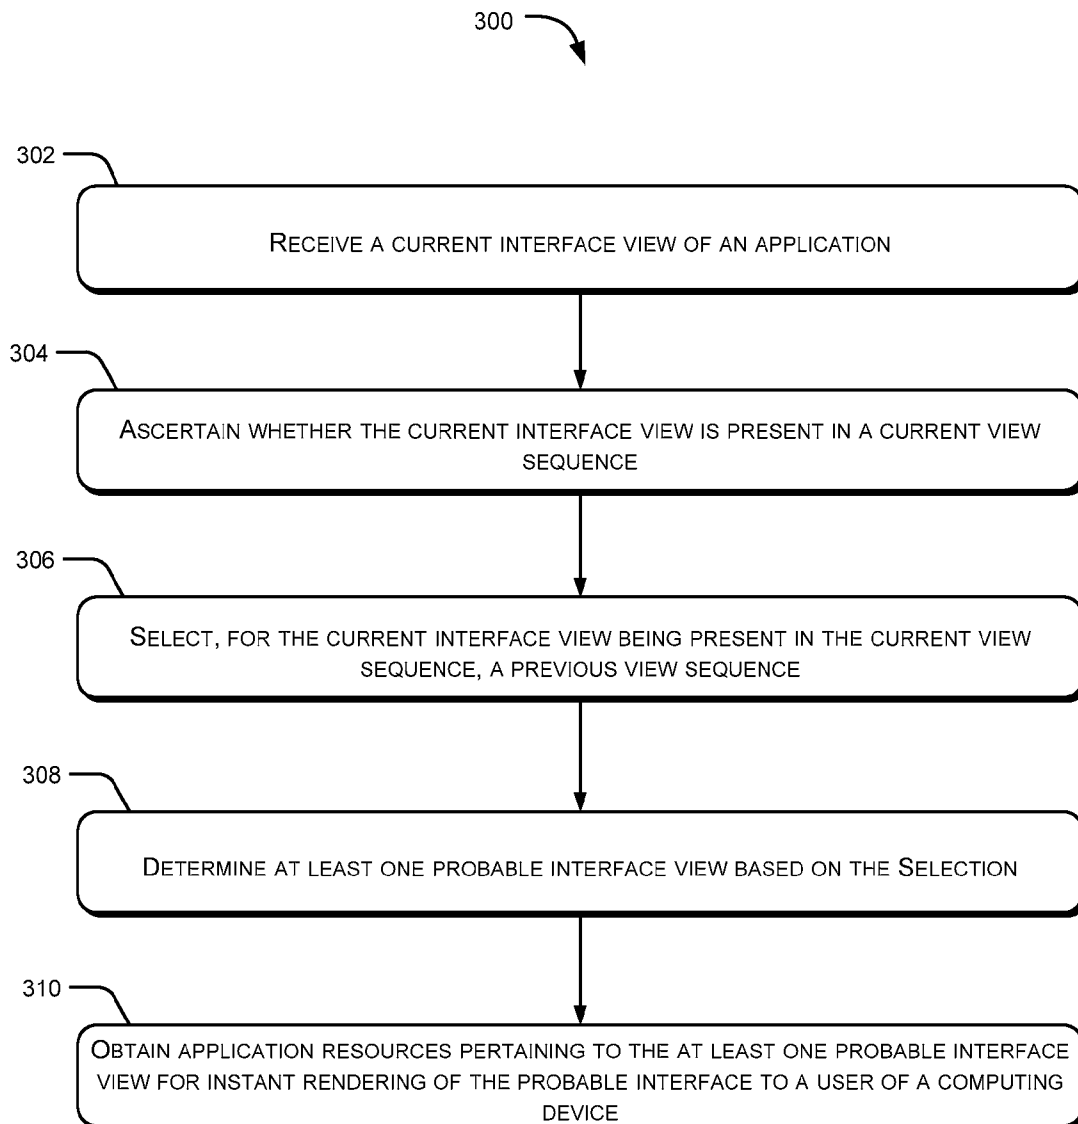 300
302
RECEIVE A CURRENT INTERFACE VIEW OF AN APPLICATION
304
ASCERTAIN WHETHER THE CURRENT INTERFACE VIEW IS PRESENT IN A CURRENT VIEW
SEQUENCE
306
SELECT, FOR THE CURRENT INTERFACE VIEW BEING PRESENT IN THE CURRENT VIEW
SEQUENCE, A PREVIOUS VIEW SEQUENCE
308
DETERMINE AT LEAST ONE PROBABLE INTERFACE VIEW BASED ON THE SELECTION
310
OBTAIN APPLICATION RESOURCES PERTAINING TO THE AT LEAST ONE PROBABLE INTERFACE
VIEW FOR INSTANT RENDERING OF THE PROBABLE INTERFACE TO A USER OF A COMPUTING
DEVICE